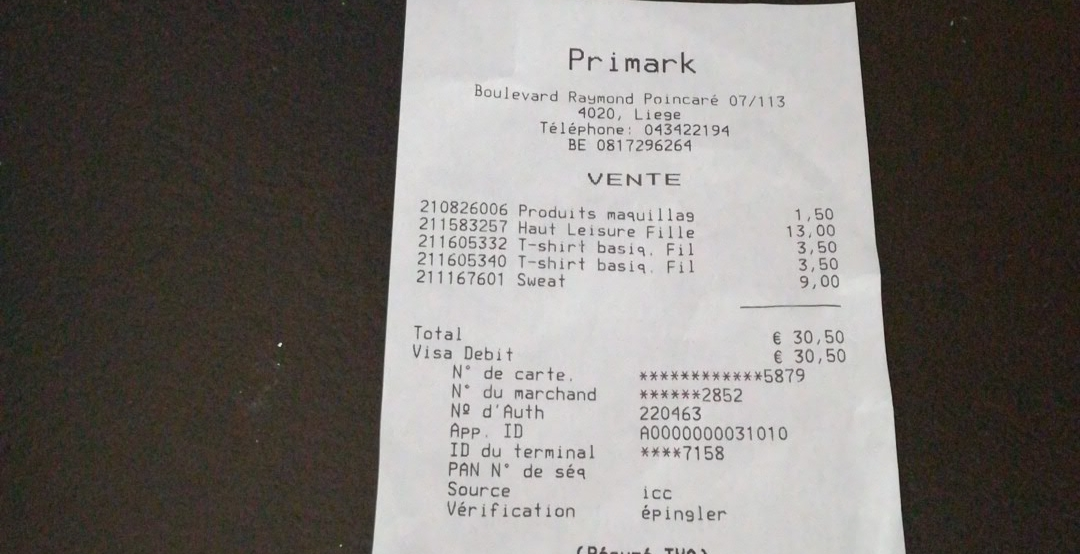 Primark
Boulevard Raymond Poincaré 07/113
4020, Liege
Téléphone: 043422194
BE 0817296264
VENTE
210826006 Produits maquillag 1,50
211583257 Haut Leisure Fille 13,00
211605332 T-shirt basiq. Fil 3,50
211605340 T-shirt basiq. Fil 3,50
211167601 Sweat 9,00
Total € 30,50
Visa Debit € 30,50
N° de carte. ************5879
N° du marchand ******2852
Nº d'Auth 220463
App. ID A0000000031010
ID du terminal ****7158
PAN N° de séq
Source icc
Vérification épingler
(Résumé TVA)